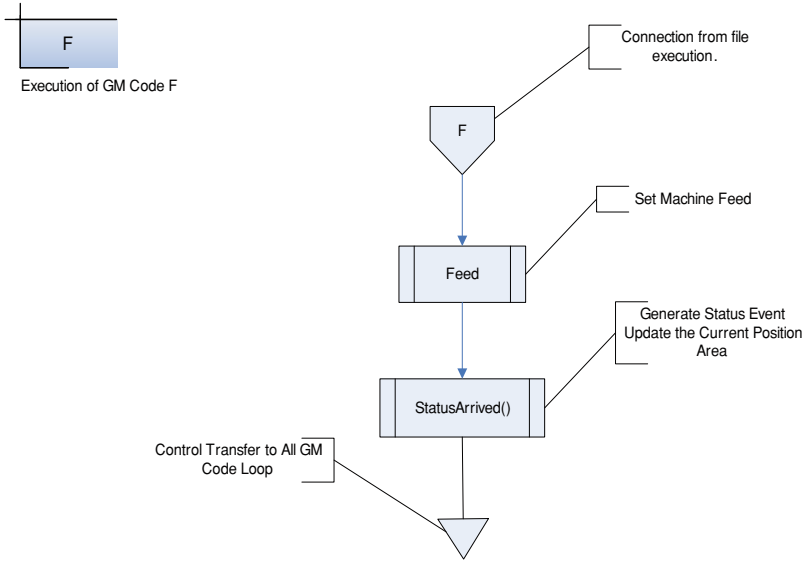 F
Execution of GM Code F
Connection from file
execution.
F
Set Machine Feed
Feed
Generate Status Event
Update the Current Position
Area
StatusArrived()
Control Transfer to All GM
Code Loop